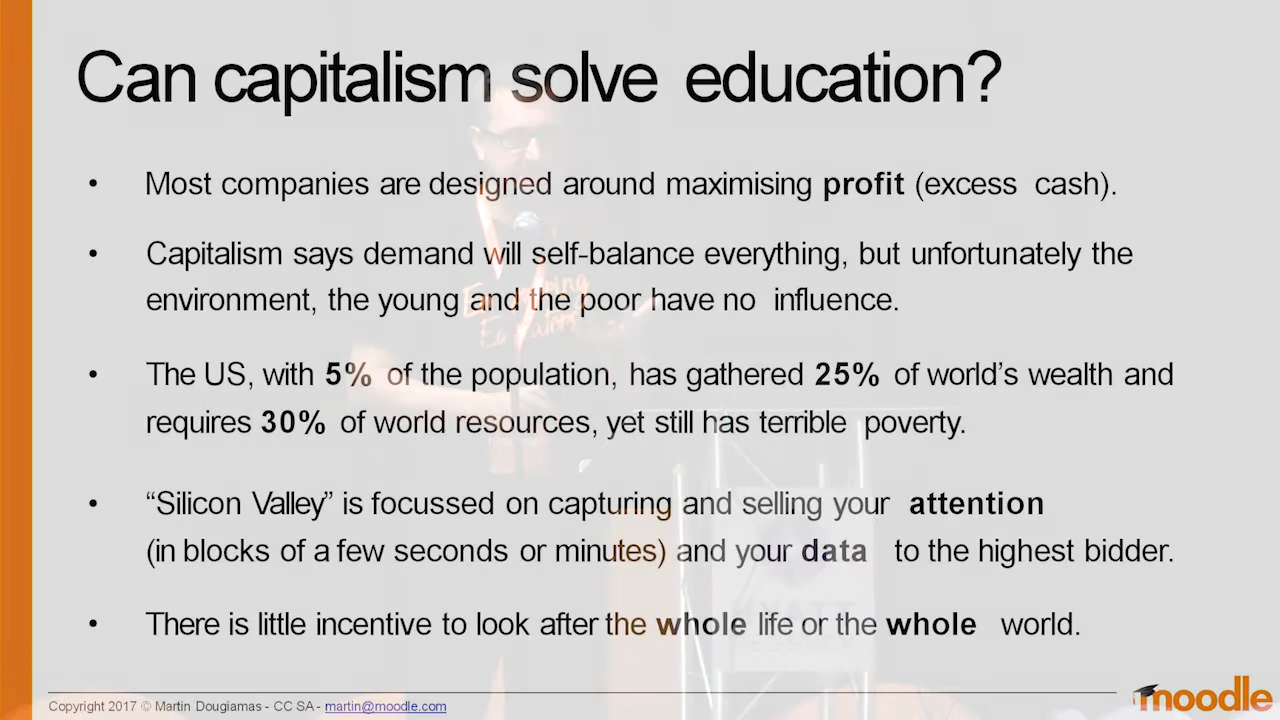 Can capitalism solve education?
• Most companies are designed around maximising profit (excess cash).
• Capitalism says demand will self-balance everything, but unfortunately the
environment, the young and the poor have no influence.
• The US, with 5% of the population, has gathered 25% of world’s wealth and
requires 30% of world resources, yet still has terrible poverty.
• “Silicon Valley” is focussed on capturing and selling your attention
(in blocks of a few seconds or minutes) and your data to the highest bidder.
• There is little incentive to look after the whole life or the whole world.
Copyright 2017 © Martin Dougiamas - CC SA - martin@moodle.com
moodle